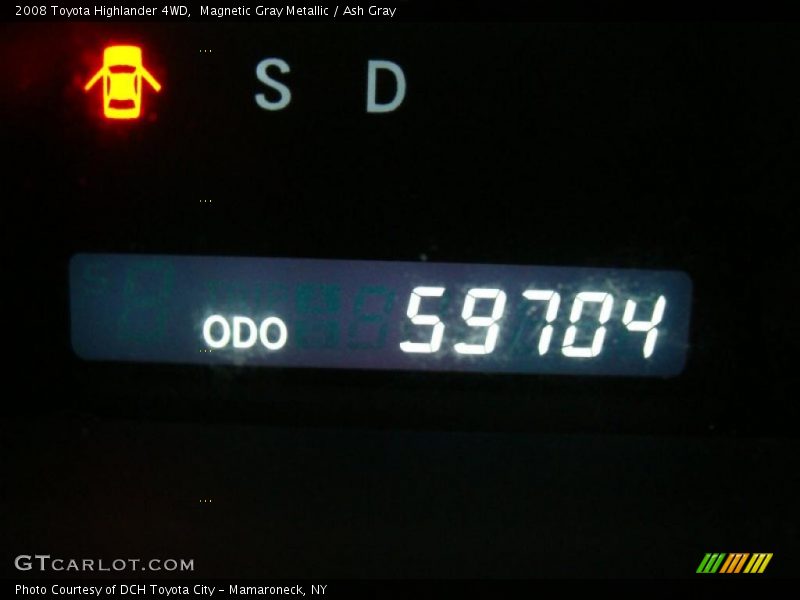 2008 Toyota Highlander 4WD,  Magnetic Gray Metallic / Ash Gray
S D
ODO 59704
GTCARLOT.COM
Photo Courtesy of DCH Toyota City - Mamaroneck, NY